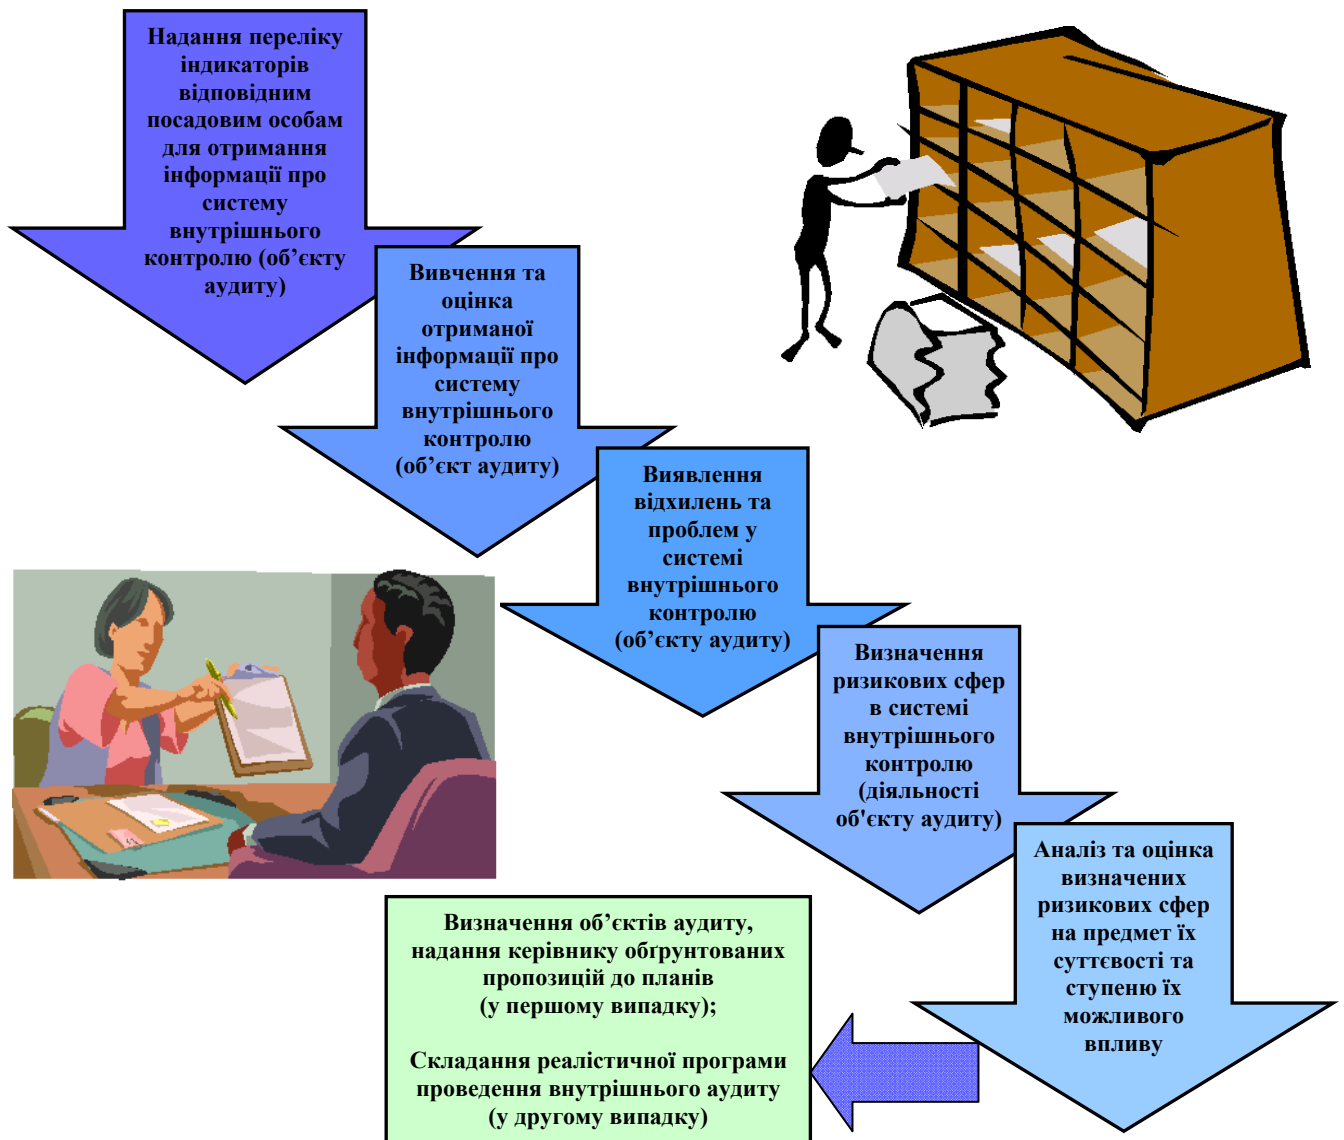 Надання переліку
індикаторів
відповідним
посадовим особам
для отримання
інформації про
систему
внутрішнього
контролю (об’єкту
аудиту)
Вивчення та
оцінка
отриманої
інформації про
систему
внутрішнього
контролю
(об’єкт аудиту)
Виявлення
відхилень та
проблем у
системі
внутрішнього
контролю
(об’єкту аудиту)
Визначення
ризикових сфер
в системі
внутрішнього
контролю
(діяльності
об'єкту аудиту)
Аналіз та оцінка
визначених
ризикових сфер
на предмет їх
суттєвості та
ступеню їх
можливого
впливу
Визначення об’єктів аудиту,
надання керівнику обґрунтованих
пропозицій до планів
(у першому випадку);
Складання реалістичної програми
проведення внутрішнього аудиту
(у другому випадку)